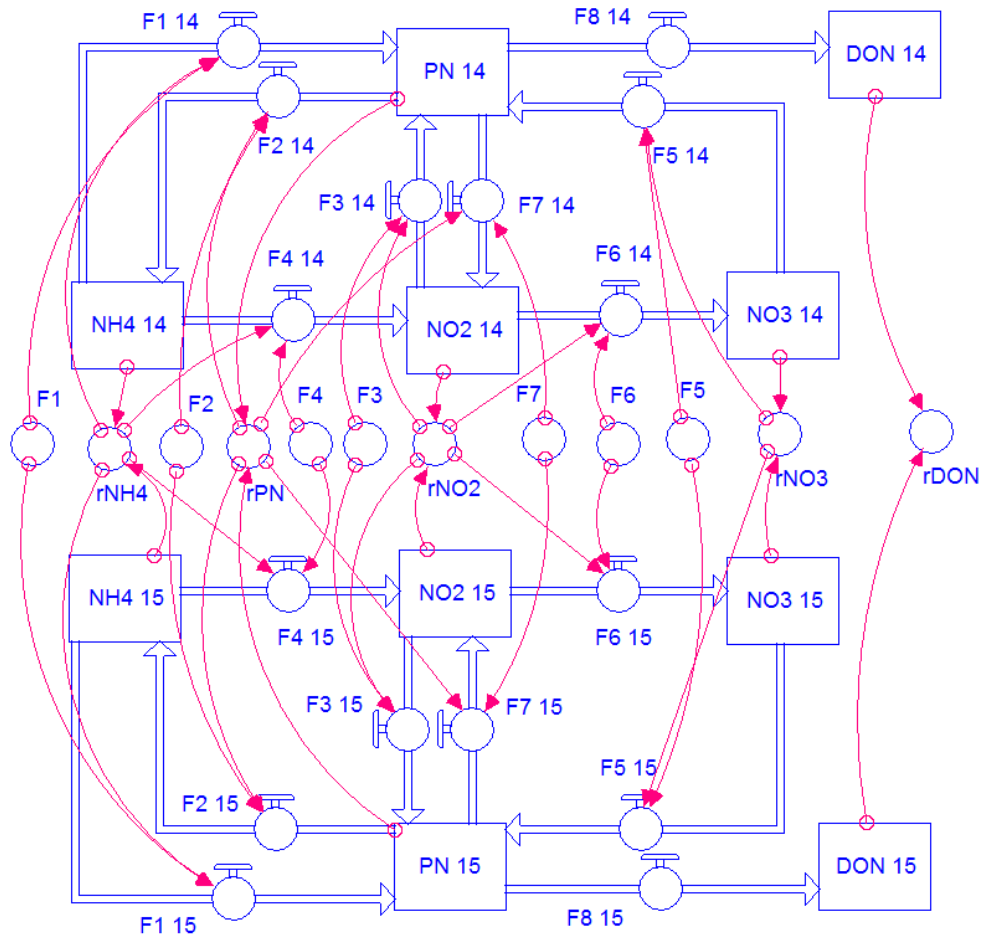 F1 14
F8 14
PN 14
DON 14
F2 14
F5 14
F3 14
F7 14
F4 14
F6 14
NH4 14
NO2 14
NO3 14
F1
F2
F4
F3
F7
F6
F5
rNH4
rPN
rNO2
rNO3
rDON
NH4 15
NO2 15
NO3 15
F4 15
F6 15
F3 15
F7 15
F5 15
F2 15
PN 15
DON 15
F1 15
F8 15